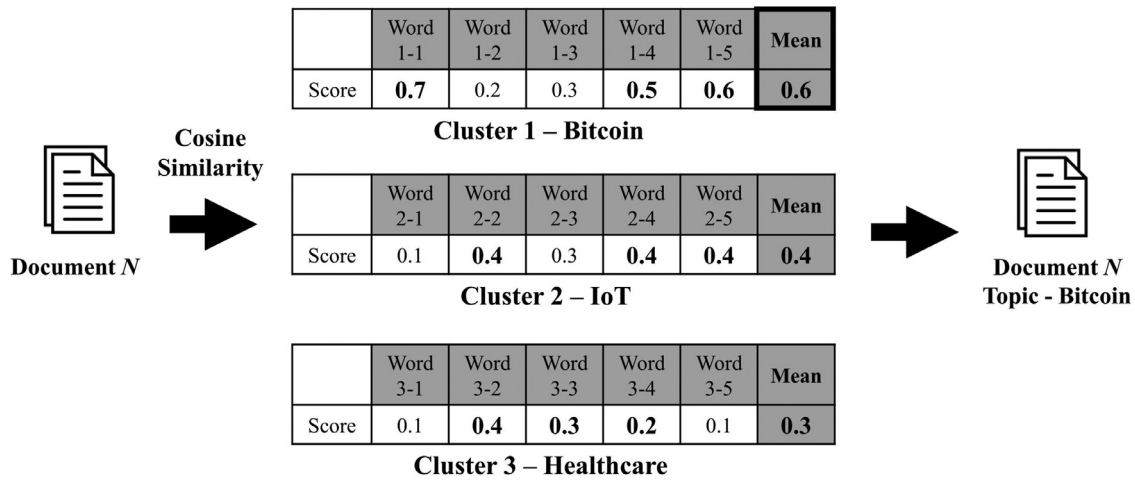 Word 1-1 Word 1-2 Word 1-3 Word 1-4 Word 1-5 Mean
Score 0.7 0.2 0.3 0.5 0.6 0.6
Cluster 1 – Bitcoin
Cosine
Similarity
Document N
Word 2-1 Word 2-2 Word 2-3 Word 2-4 Word 2-5 Mean
Score 0.1 0.4 0.3 0.4 0.4 0.4
Cluster 2 – IoT
Document N
Topic - Bitcoin
Word 3-1 Word 3-2 Word 3-3 Word 3-4 Word 3-5 Mean
Score 0.1 0.4 0.3 0.2 0.1 0.3
Cluster 3 – Healthcare